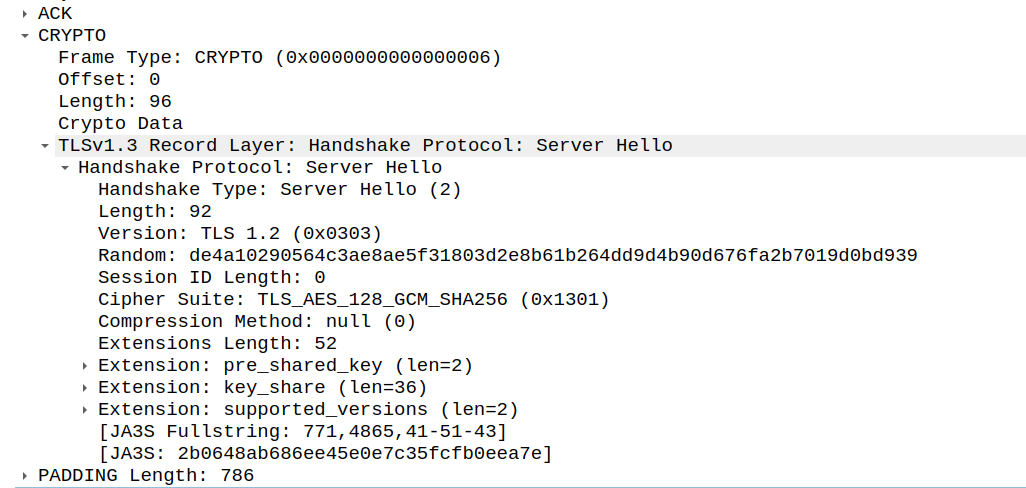 ACK
CRYPTO
Frame Type: CRYPTO (0x0000000000000006)
Offset: 0
Length: 96
Crypto Data
TLSv1.3 Record Layer: Handshake Protocol: Server Hello
Handshake Protocol: Server Hello
Handshake Type: Server Hello (2)
Length: 92
Version: TLS 1.2 (0x0303)
Random: de4a10290564c3ae8ae5f31803d2e8b61b264dd9d4b90d676fa2b7019d0bd939
Session ID Length: 0
Cipher Suite: TLS_AES_128_GCM_SHA256 (0x1301)
Compression Method: null (0)
Extensions Length: 52
Extension: pre_shared_key (len=2)
Extension: key_share (len=36)
Extension: supported_versions (len=2)
[JA3S Fullstring: 771,4865,41-51-43]
[JA3S: 2b0648ab686ee45e0e7c35fcfb0eea7e]
PADDING Length: 786